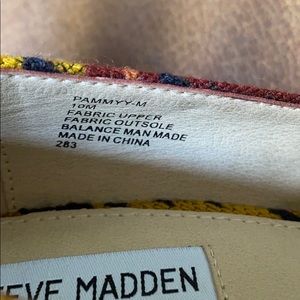 PAMMYY-M
10M
FABRIC UPPER
FABRIC OUTSOLE
BALANCE MAN MADE
MADE IN CHINA
283
EVE MADDEN